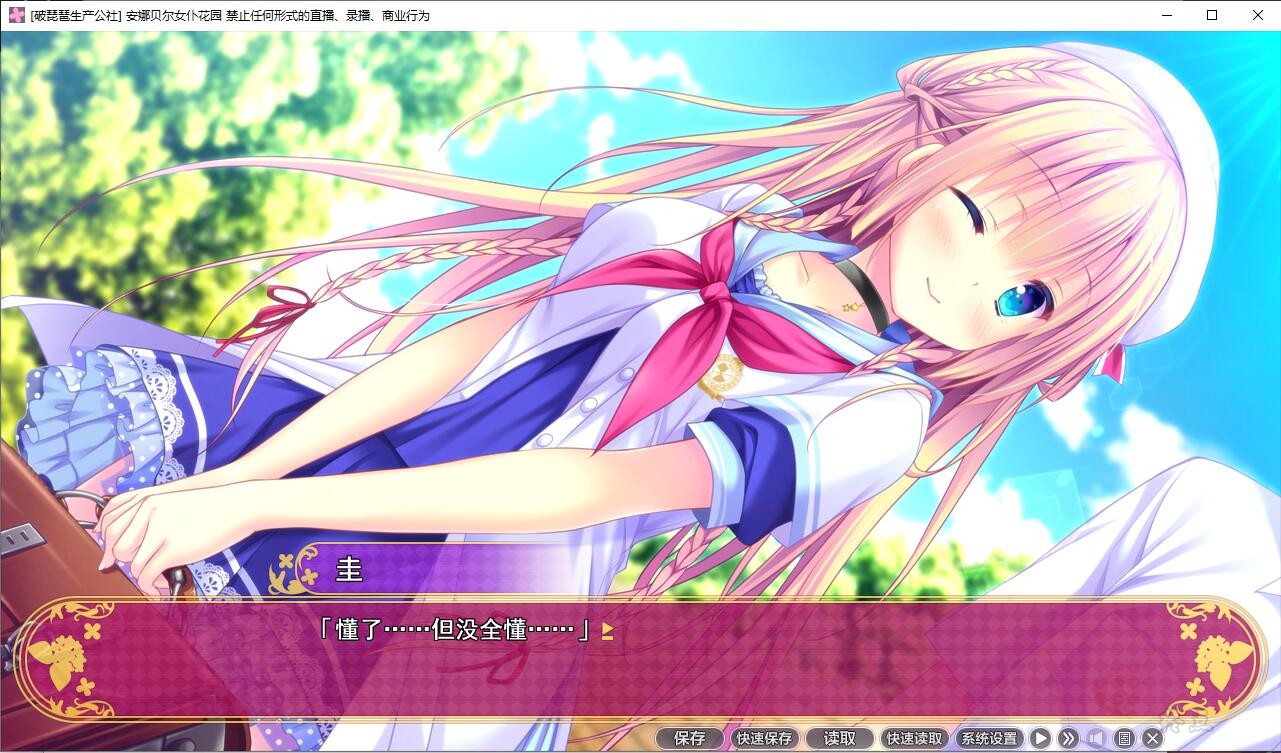 [破琵琶生产公社] 安娜贝尔女仆花园 禁止任何形式的直播、录播、商业行为
圭
「懂了……但没全懂……」
保存 快速保存 读取 快速读取 系统设置